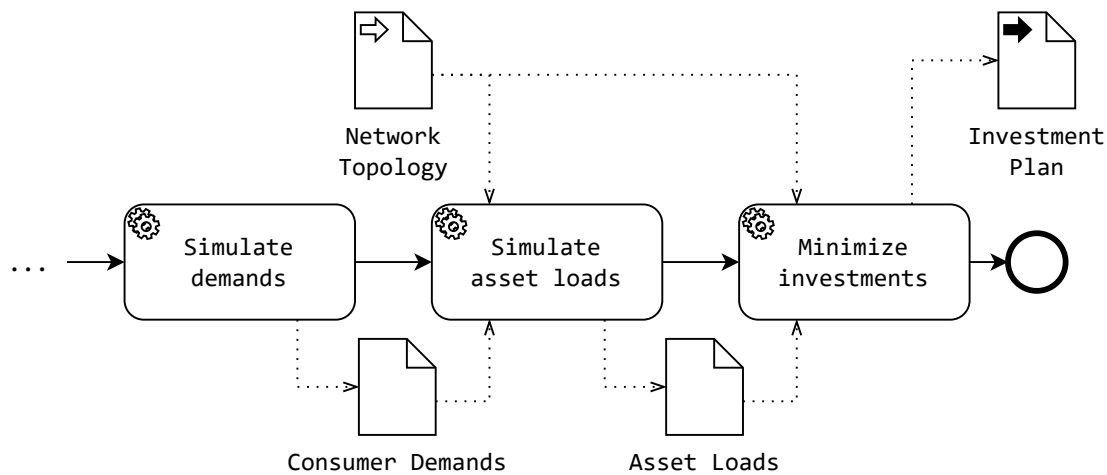 Network
Topology
Investment
Plan
...
Simulate
demands
Simulate
asset loads
Minimize
investments
Consumer Demands
Asset Loads